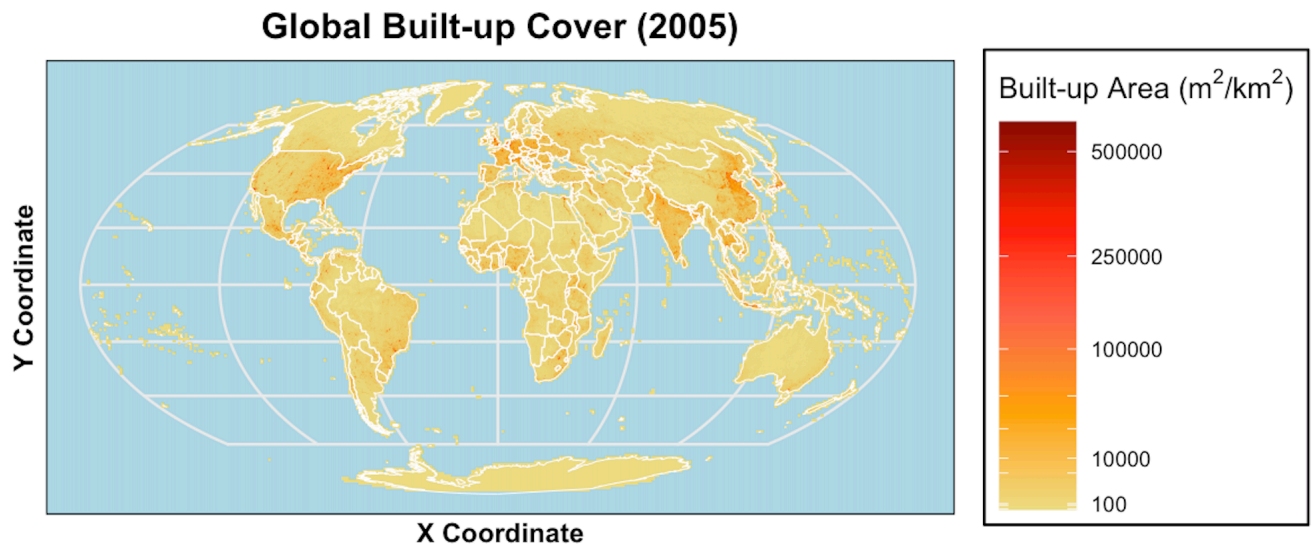 Global Built-up Cover (2005)
Built-up Area (m²/km²)
500000
250000
100000
10000
100
Y Coordinate
X Coordinate